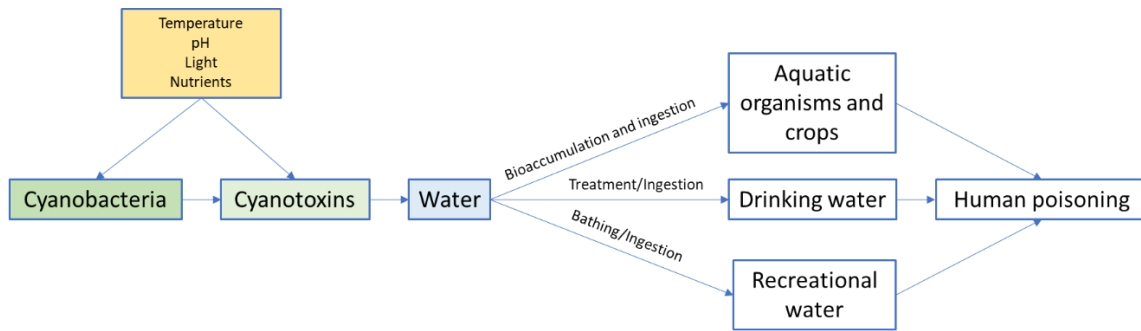 Temperature
pH
Light
Nutrients
Cyanobacteria
Cyanotoxins
Water
Bioaccumulation and ingestion
Treatment/Ingestion
Bathing/Ingestion
Aquatic
organisms and
crops
Drinking water
Recreational
water
Human poisoning